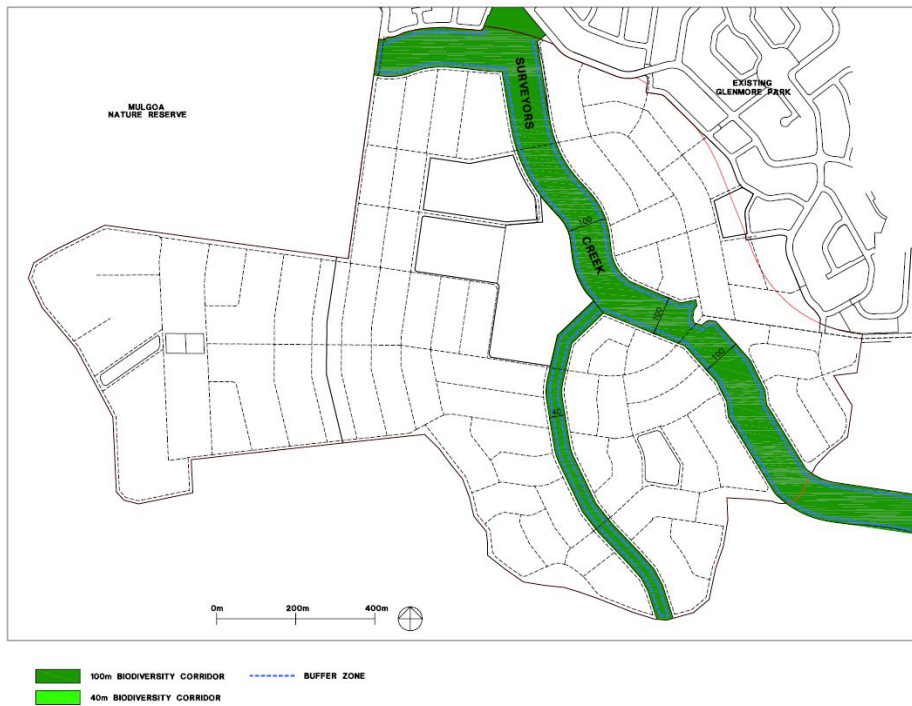 MULGOA
NATURE RESERVE
EXISTING
GLENMORE PARK
SURVEYORS
CREEK
100
100
100
40
0m 200m 400m
100m BIODIVERSITY CORRIDOR
BUFFER ZONE
40m BIODIVERSITY CORRIDOR